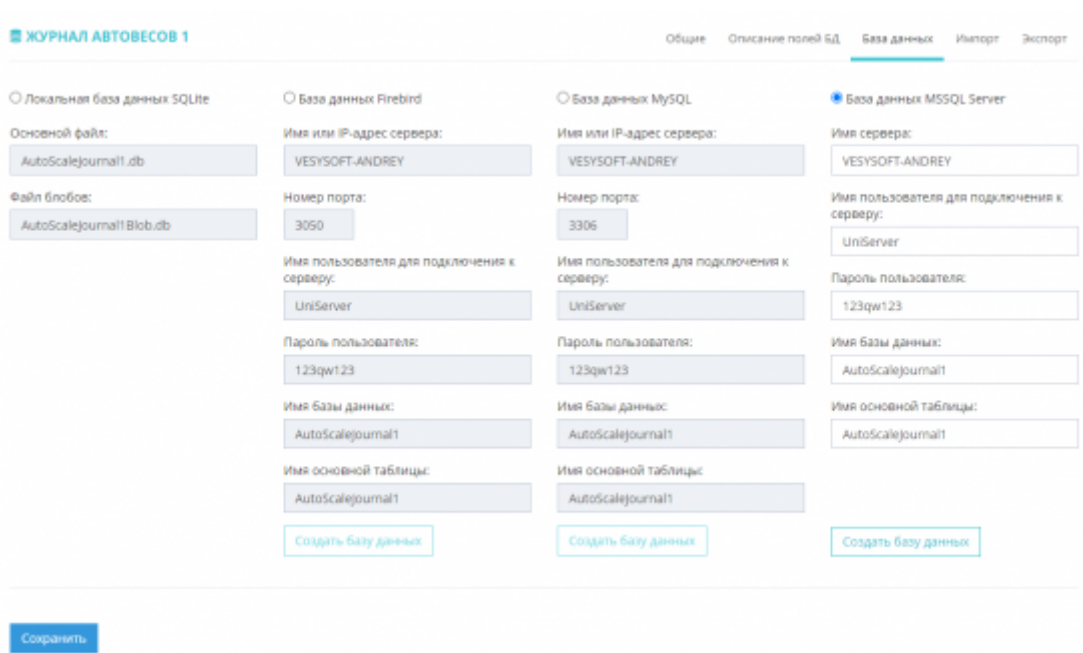 ЖУРНАЛ АВТОВЕСОВ 1
Общие
Описание полей БД
База данных
Импорт
Экспорт
Локальная база данных SQLite
Основной файл:
AutoScaleJournal1.db
Файл блобов:
AutoScaleJournal1Blob.db
База данных Firebird
Имя или IP-адрес сервера:
VESYSOFT-ANDREY
Номер порта:
3050
Имя пользователя для подключения к
серверу:
UniServer
Пароль пользователя:
123qw123
Имя базы данных:
AutoScaleJournal1
Имя основной таблицы:
AutoScaleJournal1
Создать базу данных
База данных MySQL
Имя или IP-адрес сервера:
VESYSOFT-ANDREY
Номер порта:
3306
Имя пользователя для подключения к
серверу:
UniServer
Пароль пользователя:
123qw123
Имя базы данных:
AutoScaleJournal1
Имя основной таблицы:
AutoScaleJournal1
Создать базу данных
База данных MSSQL Server
Имя сервера:
VESYSOFT-ANDREY
Имя пользователя для подключения к
серверу:
UniServer
Пароль пользователя:
123qw123
Имя базы данных:
AutoScaleJournal1
Имя основной таблицы:
AutoScaleJournal1
Создать базу данных
Сохранить